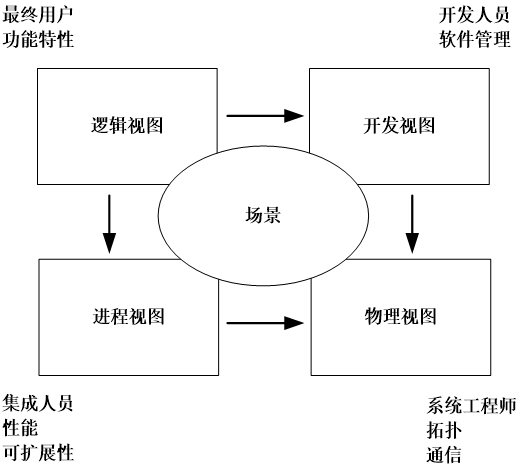 最终用户
功能特性
开发人员
软件管理
逻辑视图
开发视图
场景
进程视图
物理视图
集成人员
性能
可扩展性
系统工程师
拓扑
通信